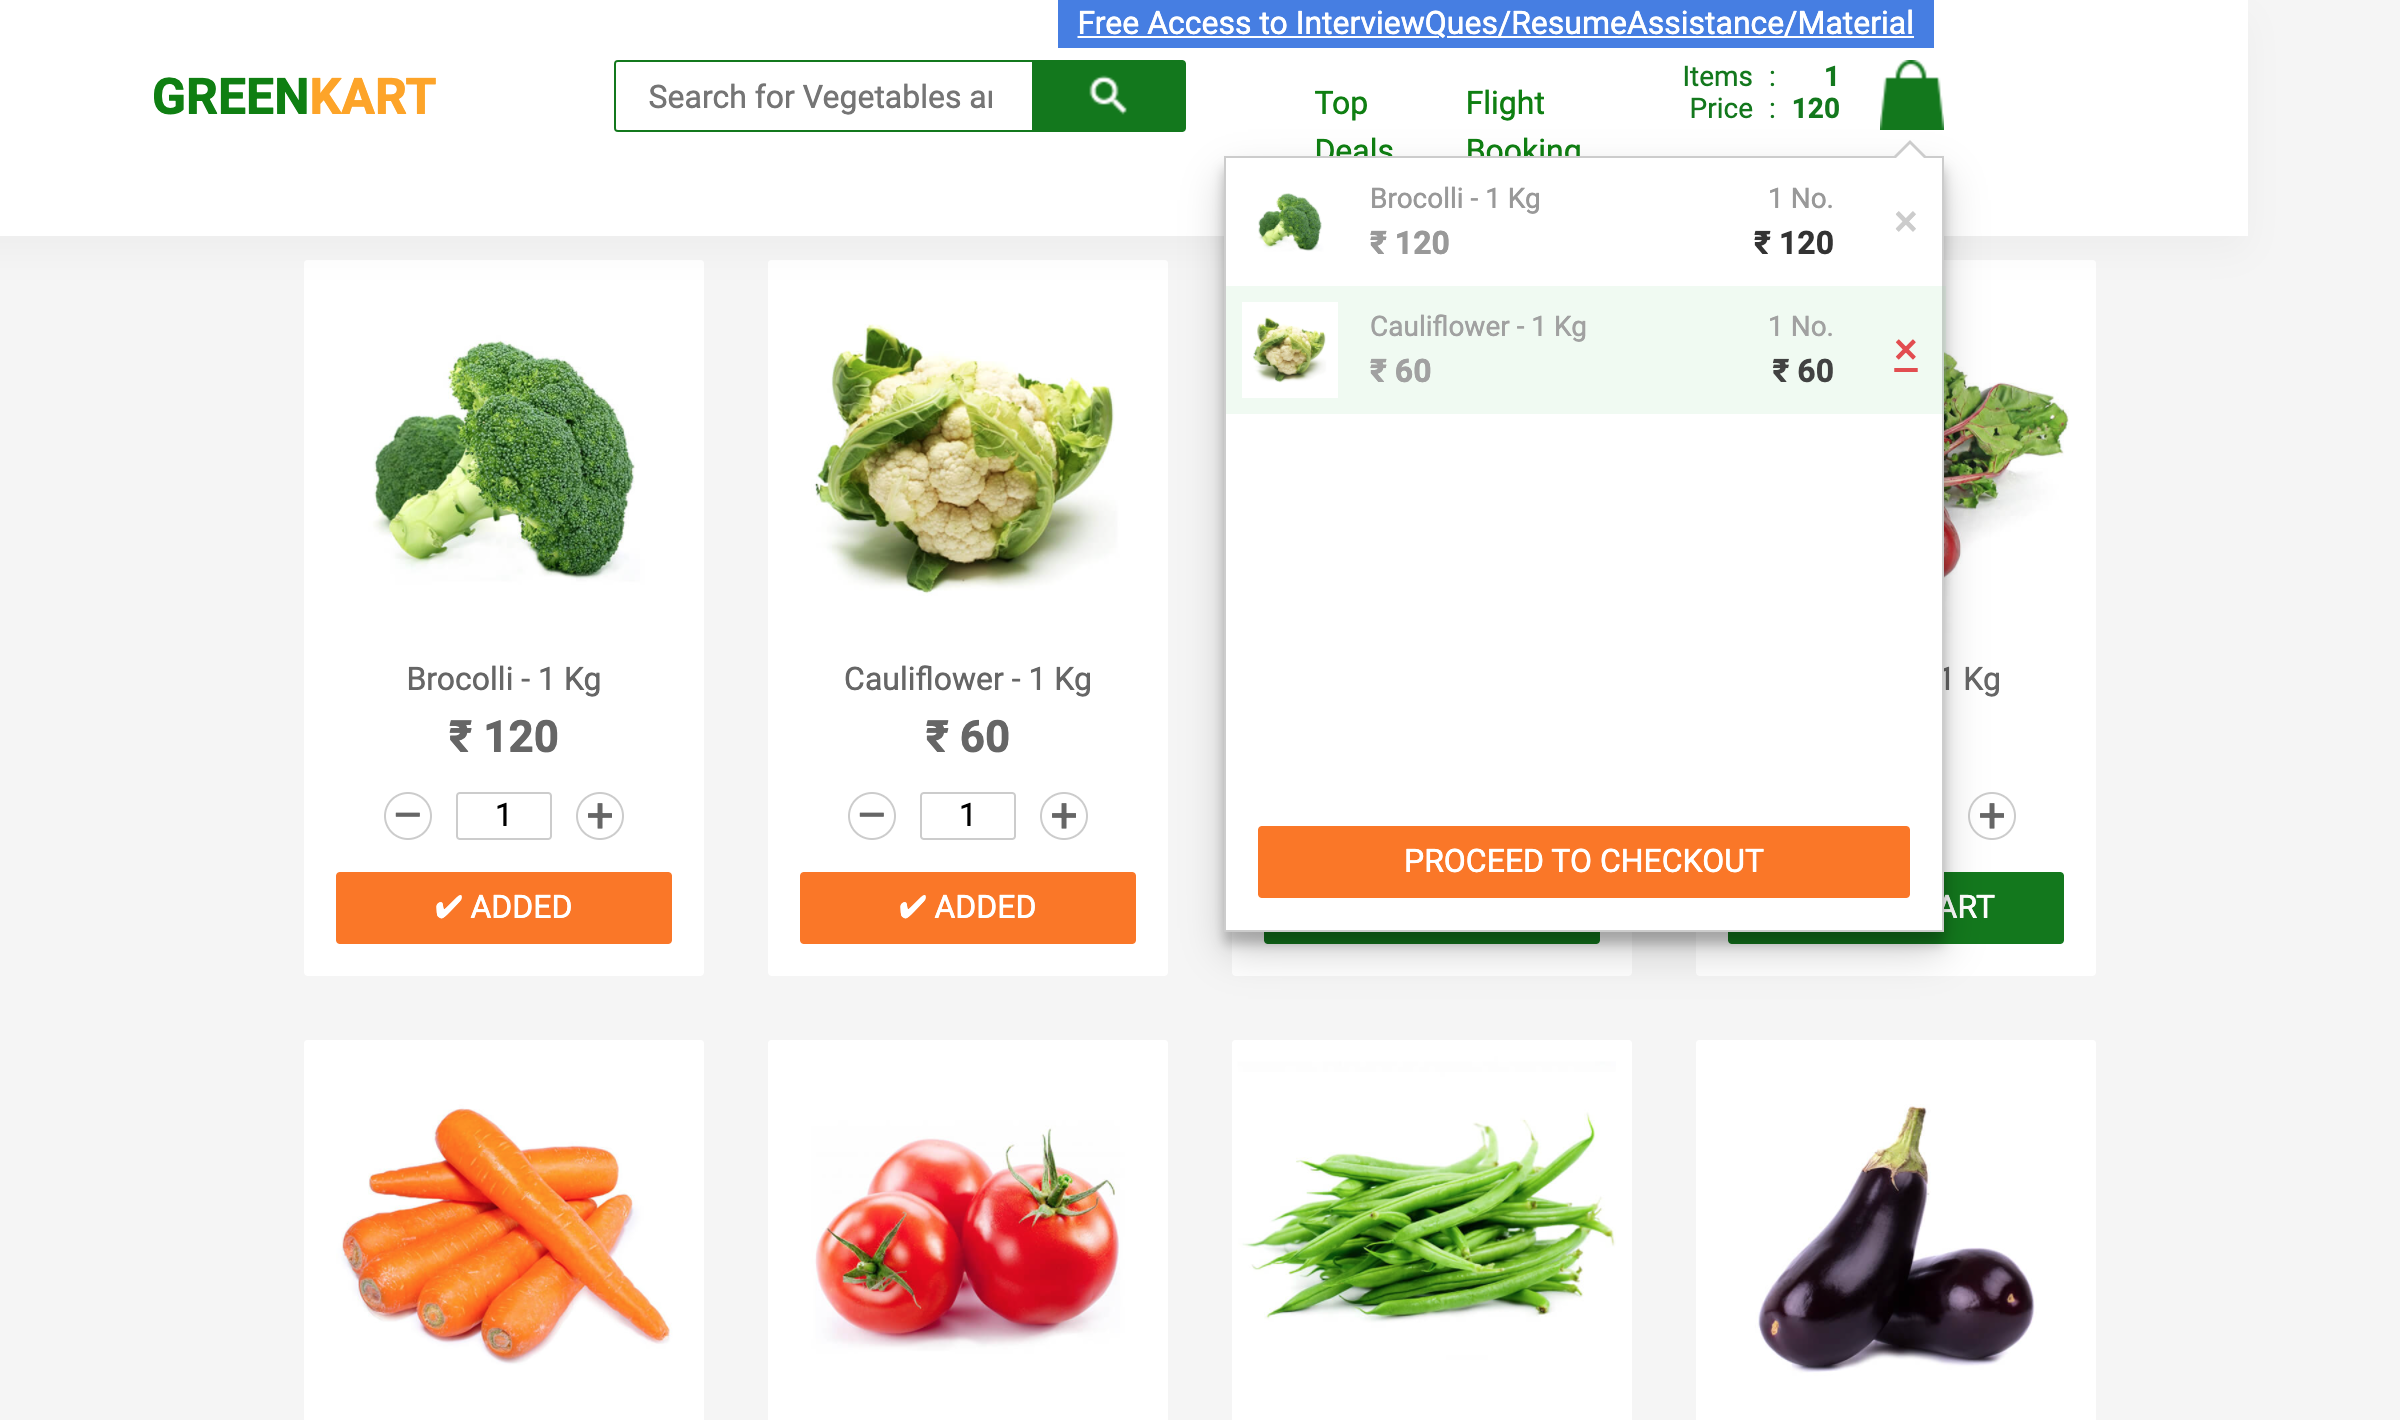 Free Access to InterviewQues/ResumeAssistance/Material
GREENKART
Search for Vegetables
Top Deals
Flight Booking
Items : 1
Price : 120
Brocolli - 1 Kg
1 No.
₹ 120
₹ 120
×
Cauliflower - 1 Kg
1 No.
₹ 60
₹ 60
×
PROCEED TO CHECKOUT
Brocolli - 1 Kg
₹ 120
− 1 +
✔ ADDED
Cauliflower - 1 Kg
₹ 60
− 1 +
✔ ADDED
1 Kg
+
ART